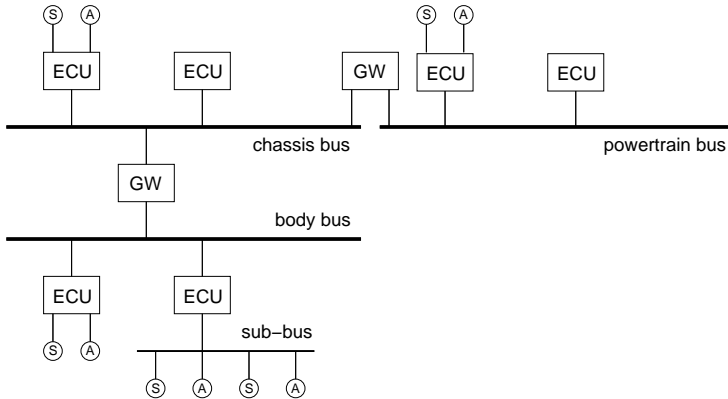 S A S A
ECU ECU GW ECU ECU
chassis bus powertrain bus
GW
body bus
ECU ECU
sub−bus
S A
S A S A